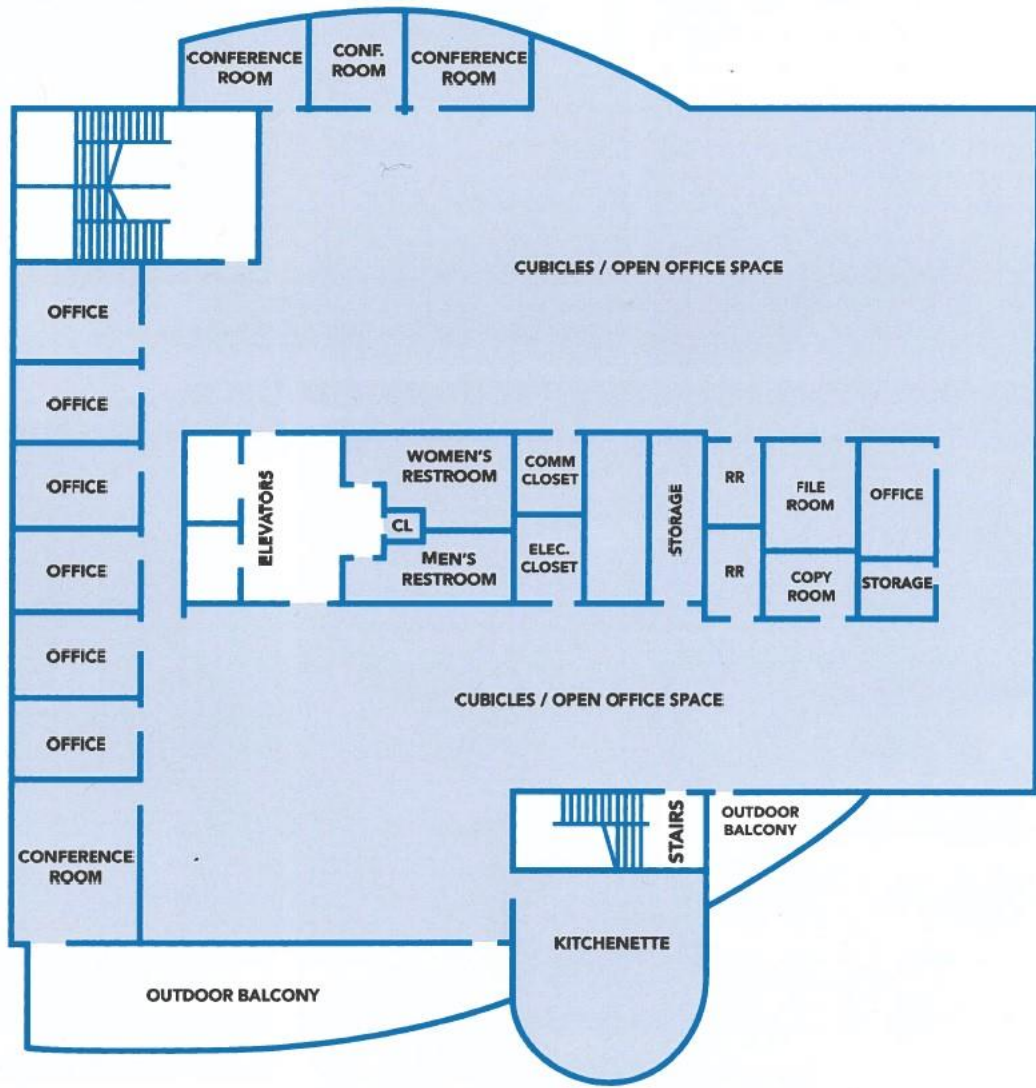 CONFERENCE
ROOM
CONF.
ROOM
CONFERENCE
ROOM
CUBICLES / OPEN OFFICE SPACE
OFFICE
OFFICE
OFFICE
OFFICE
OFFICE
OFFICE
CONFERENCE
ROOM
ELEVATORS
WOMEN'S
RESTROOM
CL
MEN'S
RESTROOM
COMM
CLOSET
ELEC.
CLOSET
STORAGE
RR
RR
FILE
ROOM
COPY
ROOM
OFFICE
STORAGE
CUBICLES / OPEN OFFICE SPACE
STAIRS
OUTDOOR
BALCONY
KITCHENETTE
OUTDOOR BALCONY